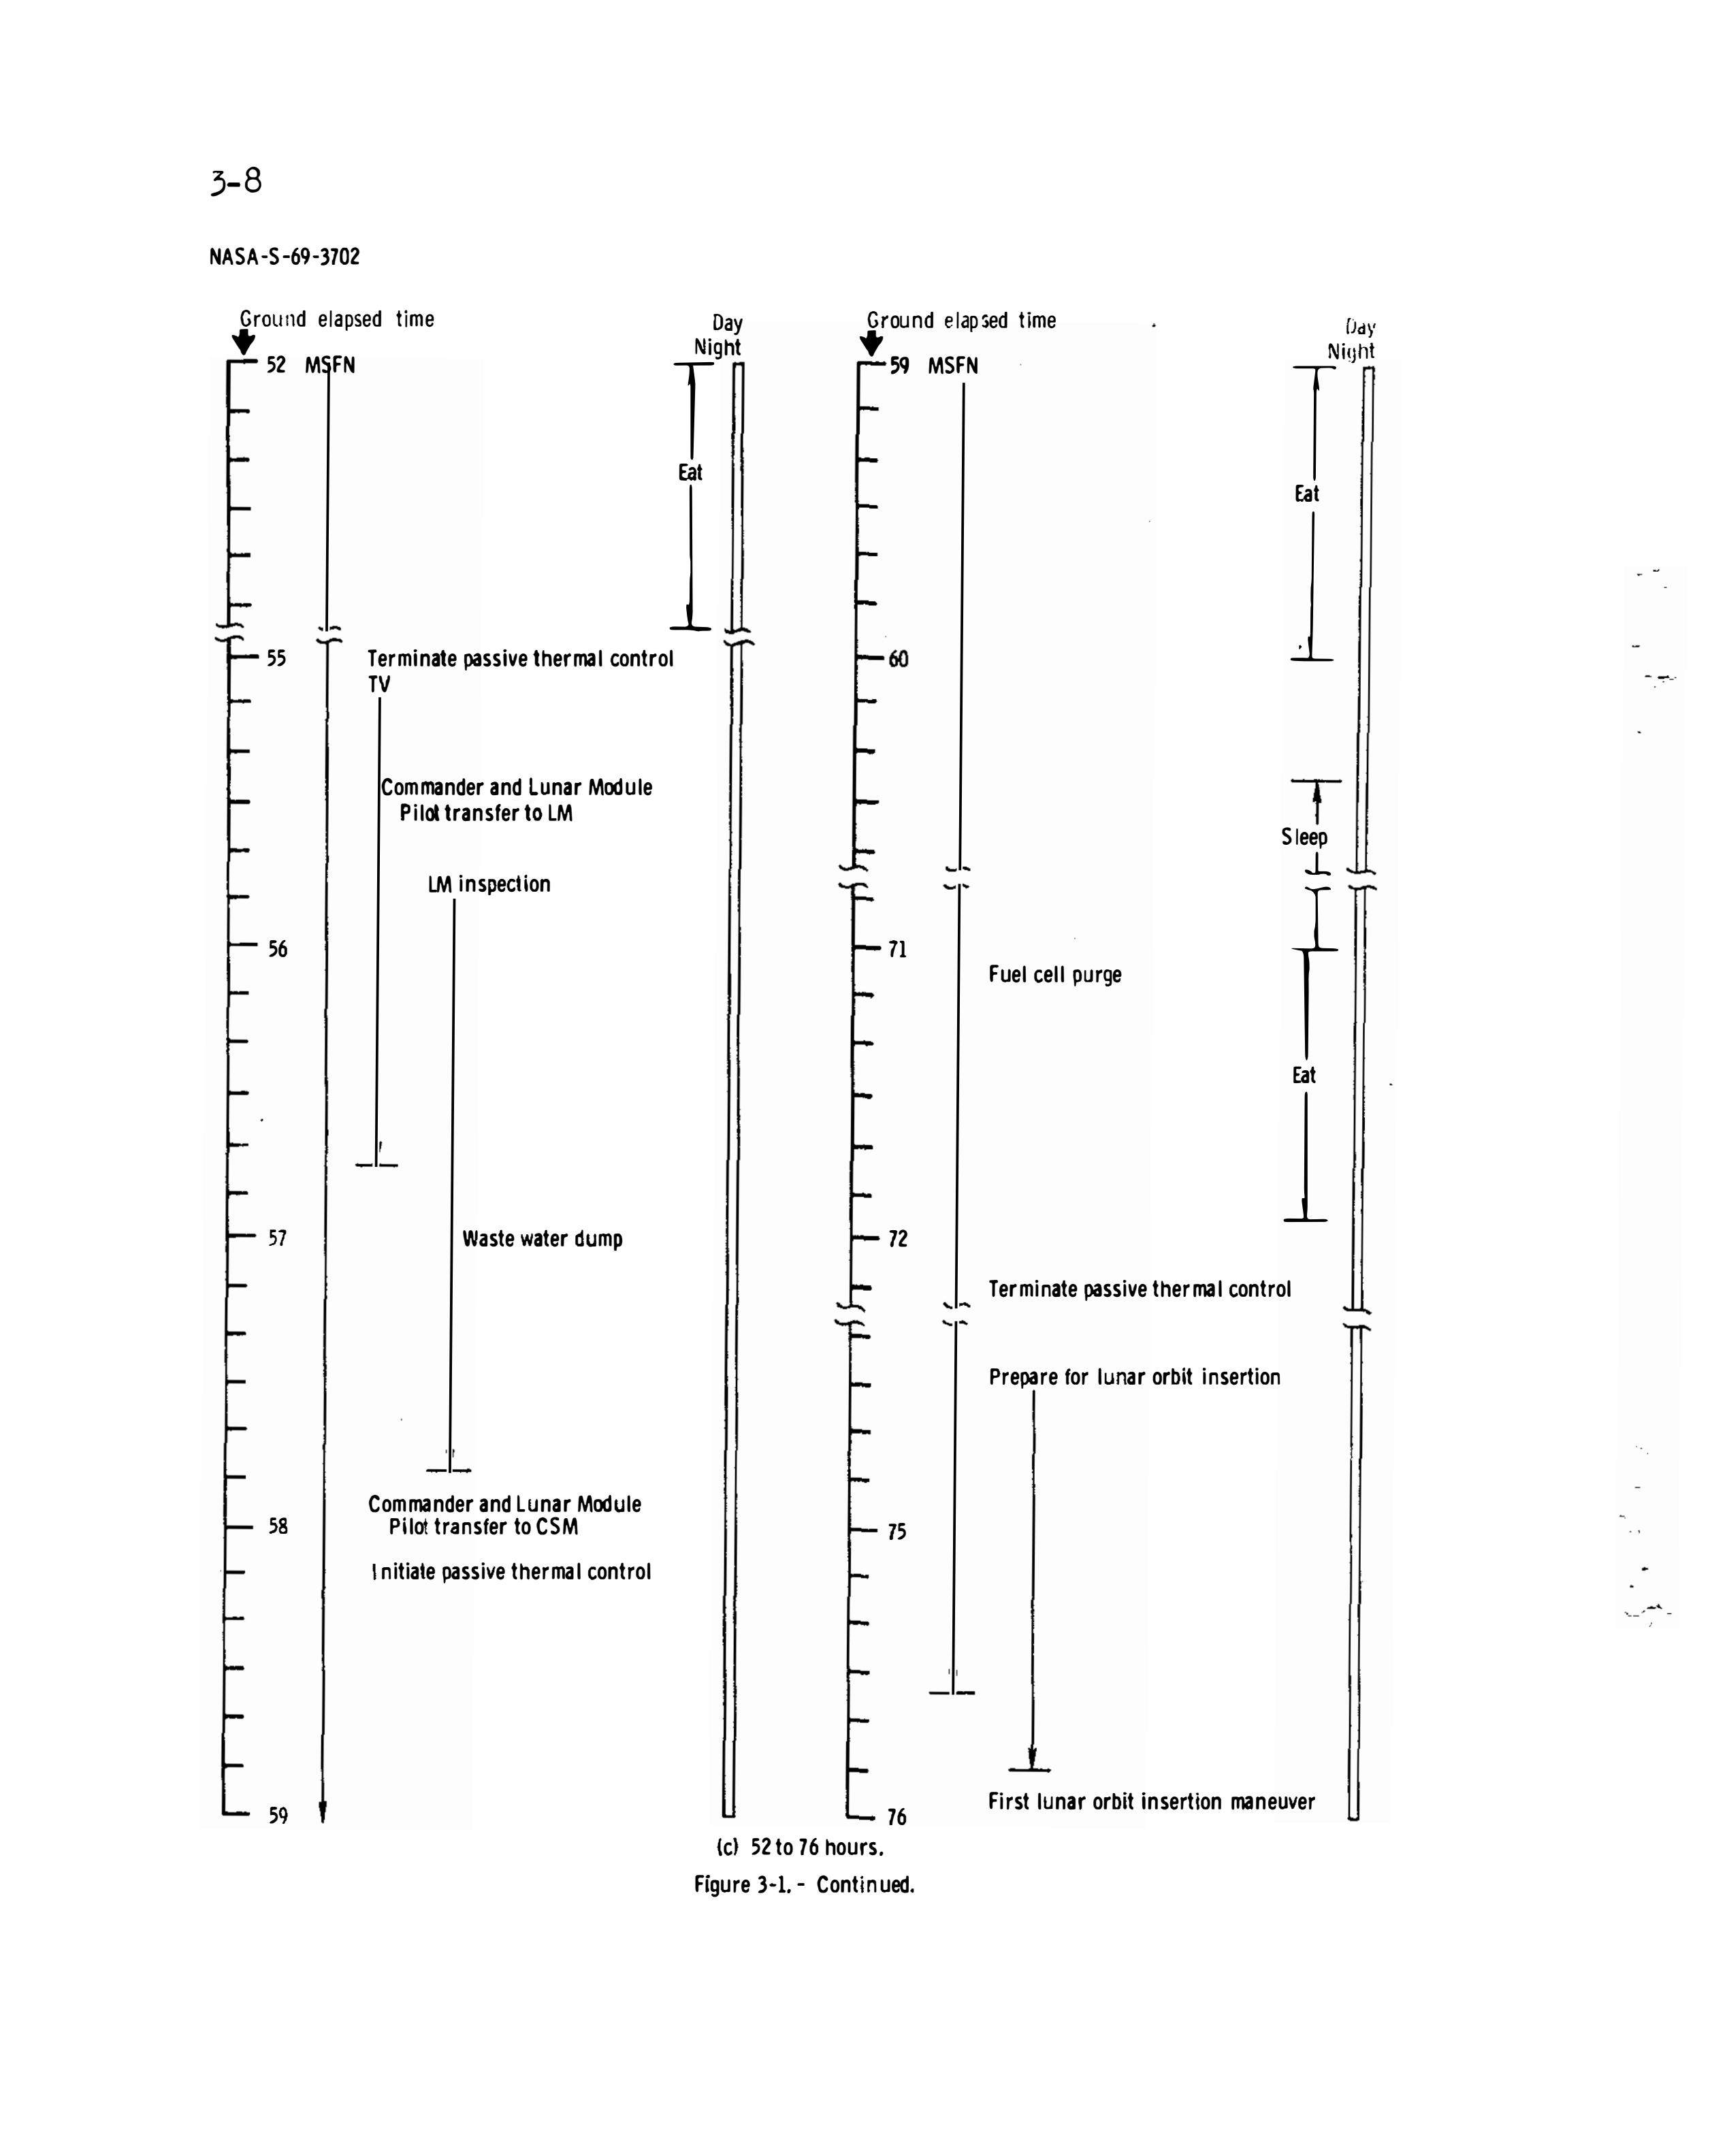 3-8
NASA-S-69-3702
Ground elapsed time
Day
Night
52 MSFN
Eat
55
Terminate passive thermal control
TV
Commander and Lunar Module
Pilot transfer to LM
LM inspection
56
57
Waste water dump
Commander and Lunar Module
Pilot transfer to CSM
58
Initiate passive thermal control
59
Ground elapsed time
Day
Night
59 MSFN
Eat
60
Sleep
71
Fuel cell purge
Eat
72
Terminate passive thermal control
Prepare for lunar orbit insertion
75
First lunar orbit insertion maneuver
76
(c) 52 to 76 hours.
Figure 3-1. - Continued.